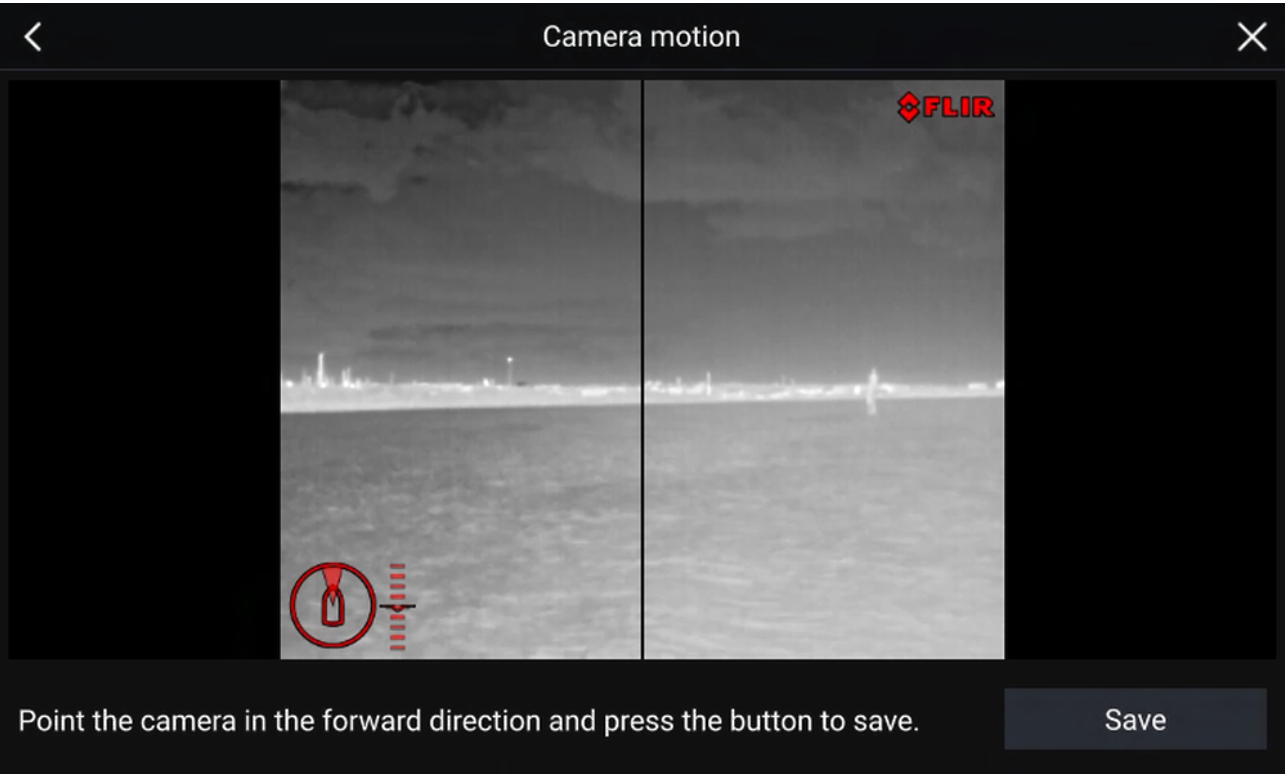 Camera motion
FLIR
Point the camera in the forward direction and press the button to save.
Save